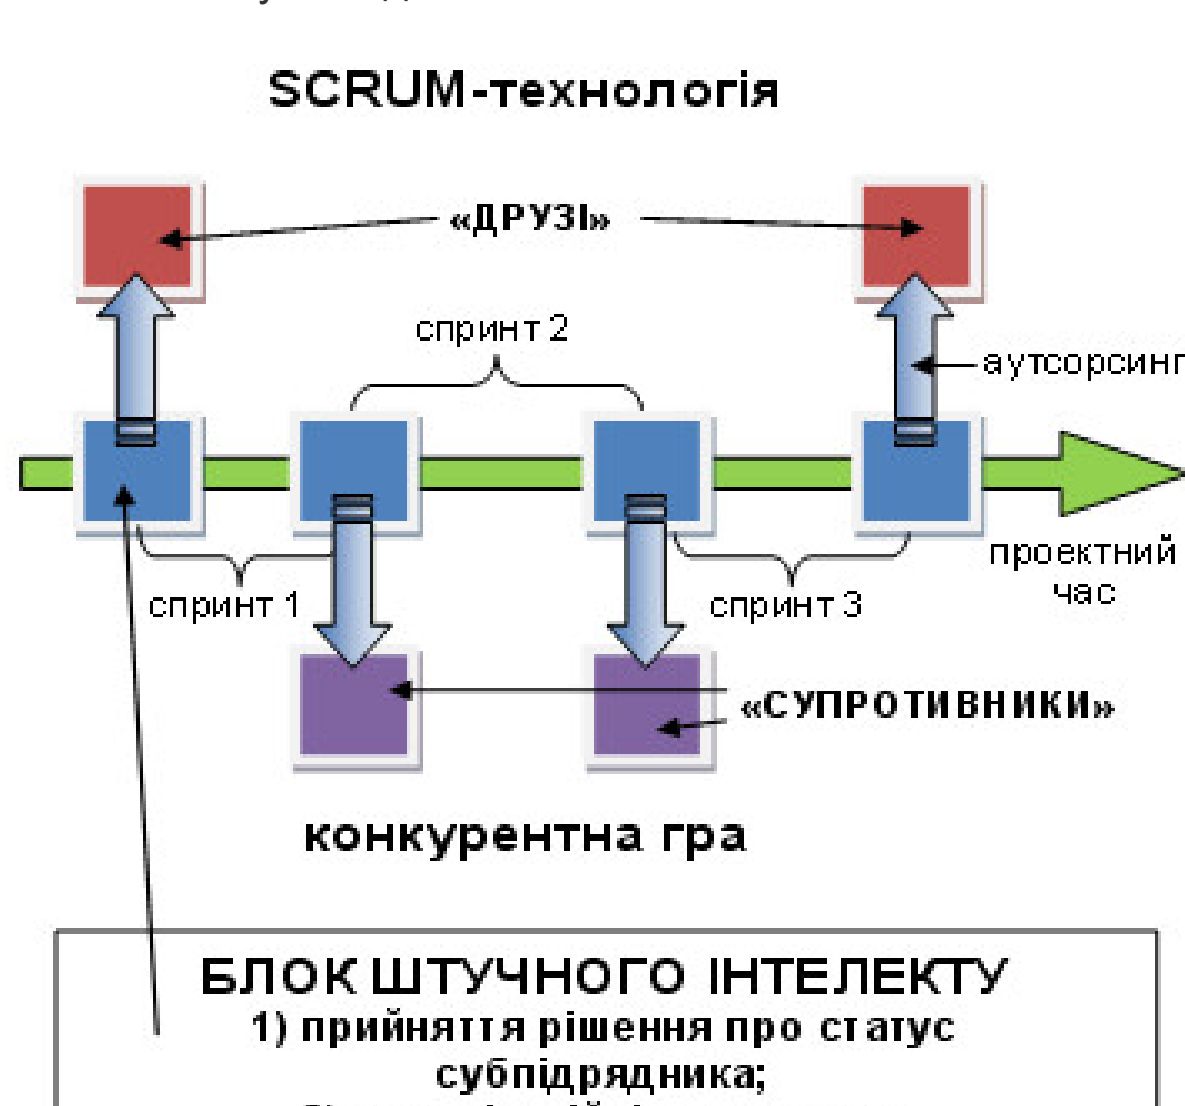 SCRUM-технологія
«ДРУЗІ»
спринт 2
аутсорсинг
проектний
час
спринт 1
спринт 3
«СУПРОТИВНИКИ»
конкурентна гра
БЛОК ШТУЧНОГО ІНТЕЛЕКТУ
1) прийняття рішення про статус
субпідрядника;